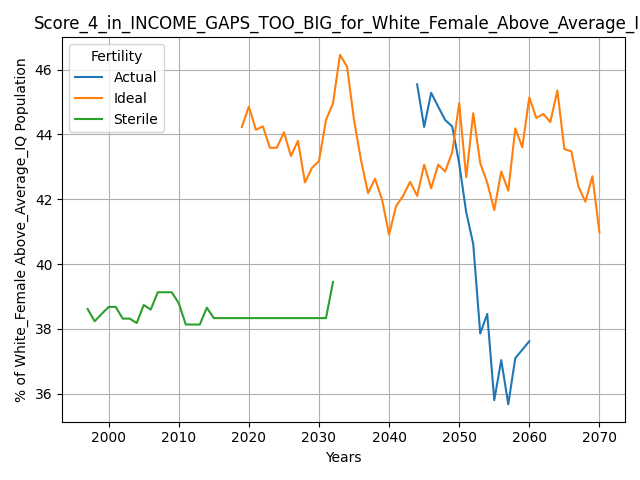 Score_4_in_INCOME_GAPS_TOO_BIG_for_White_Female_Above_Average_I
Fertility
Actual
Ideal
Sterile
% of White_Female Above_Average_IQ Population
46
44
42
40
38
36
2000 2010 2020 2030 2040 2050 2060 2070
Years